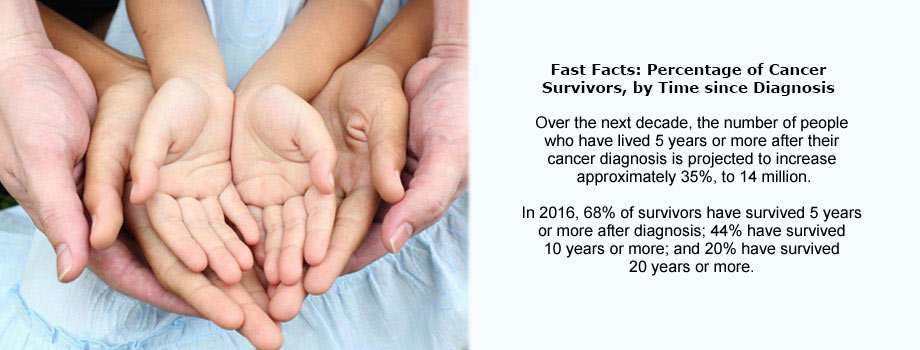 Fast Facts: Percentage of Cancer
Survivors, by Time since Diagnosis
Over the next decade, the number of people
who have lived 5 years or more after their
cancer diagnosis is projected to increase
approximately 35%, to 14 million.
In 2016, 68% of survivors have survived 5 years
or more after diagnosis; 44% have survived
10 years or more; and 20% have survived
20 years or more.